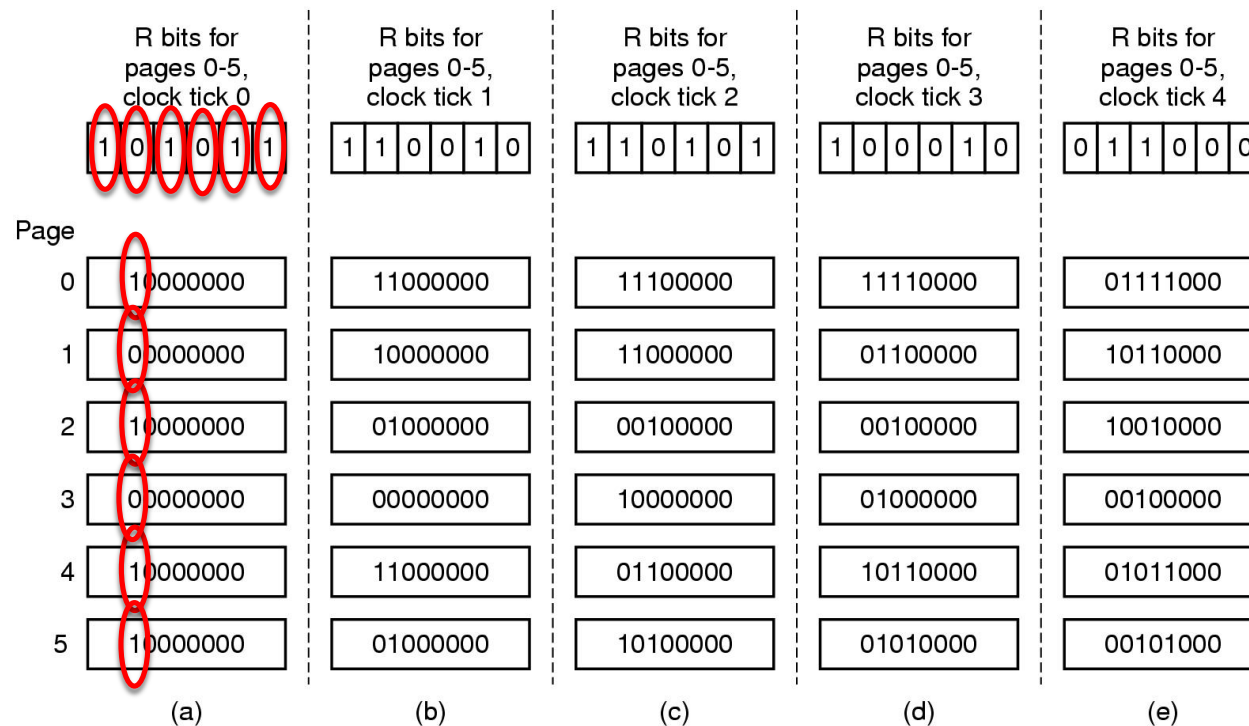 R bits for pages 0-5, clock tick 0
R bits for pages 0-5, clock tick 1
R bits for pages 0-5, clock tick 2
R bits for pages 0-5, clock tick 3
R bits for pages 0-5, clock tick 4
1 0 1 0 1 1
1 1 0 0 1 0
1 1 0 1 0 1
1 0 0 0 1 0
0 1 1 0 0 0
Page
0 10000000 11000000 11100000 11110000 01111000
1 00000000 10000000 11000000 01100000 10110000
2 10000000 01000000 00100000 00100000 10010000
3 00000000 00000000 10000000 01000000 00100000
4 10000000 11000000 01100000 10110000 01011000
5 10000000 01000000 10100000 01010000 00101000
(a) (b) (c) (d) (e)